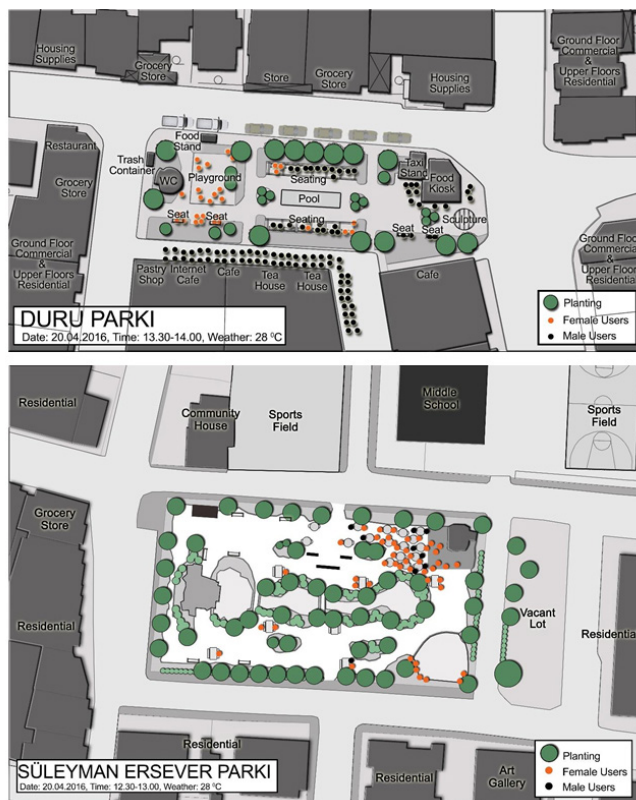 Housing
Supplies
Grocery
Store
Store
Grocery
Store
Housing
Supplies
Ground Floor
Commercial
&
Upper Floors
Residential
Restaurant
Grocery
Store
Ground Floor
Commercial
&
Upper Floors
Residential
Trash
Container
WC
Food
Stand
Playground
Seating
Pool
Seating
Seat
Seat
Taxi
Stand
Food
Kiosk
Sculpture
Seat
Seat
Pastry
Shop
Internet
Cafe
Cafe
Tea
House
Tea
House
Cafe
Ground Floor
Commercial
&
Upper Floors
Residential
DURU PARKI
Date: 20.04.2016, Time: 13.30-14.00, Weather: 28 ⁰C
Planting
Female Users
Male Users
Residential
Community
House
Sports
Field
Middle
School
Sports
Field
Grocery
Store
Residential
Vacant
Lot
Residential
Residential
Residential
Art
Gallery
SÜLEYMAN ERSEVER PARKI
Date: 20.04.2016, Time: 12.30-13.00, Weather: 28 ⁰C
Planting
Female Users
Male Users